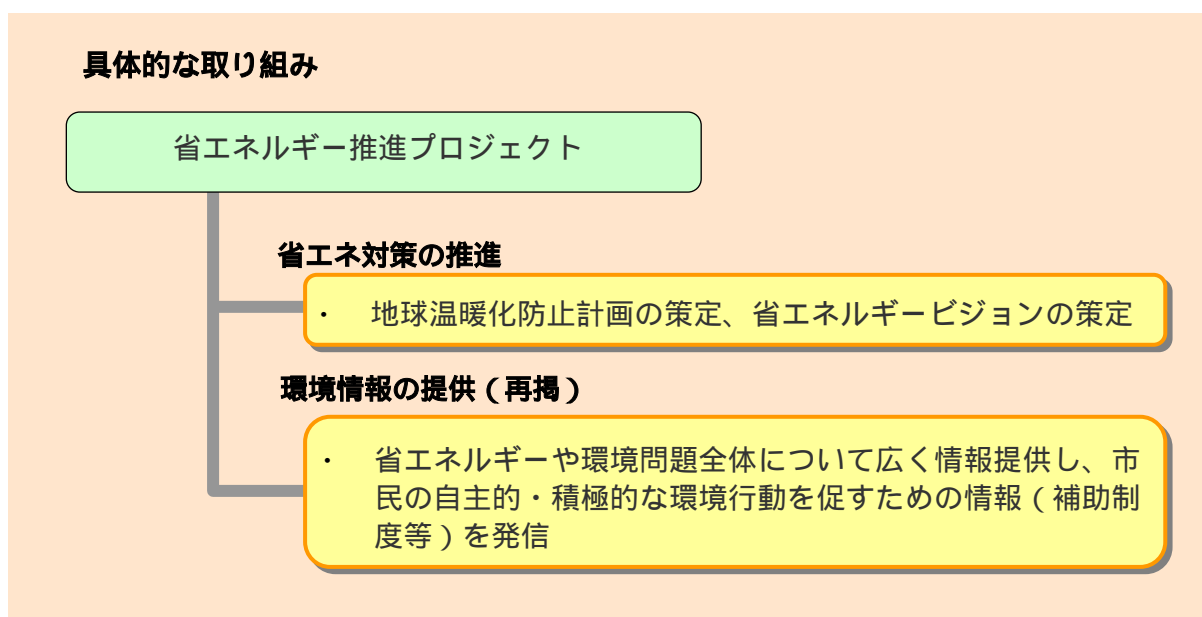 具体的な取り組み
省エネルギー推進プロジェクト
省エネ対策の推進
・ 地球温暖化防止計画の策定、省エネルギービジョンの策定
環境情報の提供（再掲）
・ 省エネルギーや環境問題全体について広く情報提供し、市
民の自主的・積極的な環境行動を促すための情報（補助制
度等）を発信